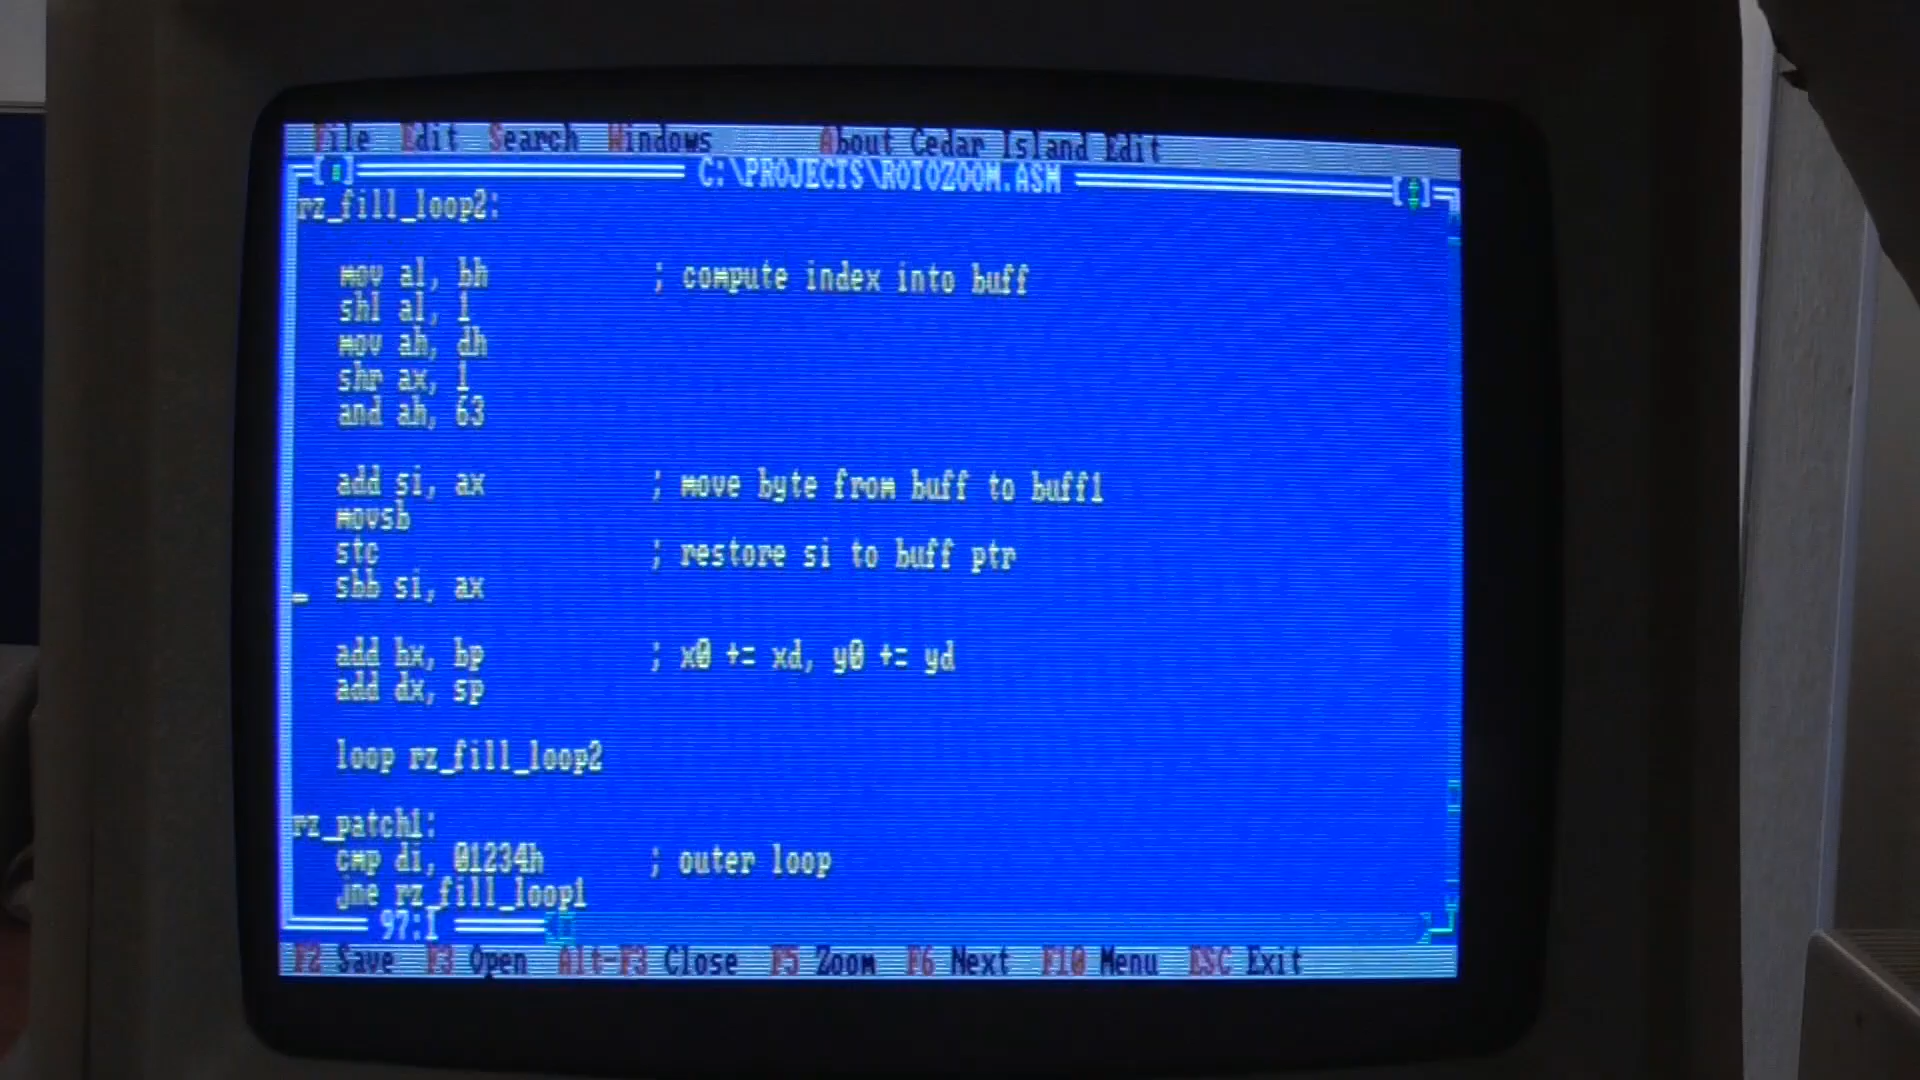 File Edit Search Windows About Cedar Island Edit
C:\PROJECTS\ROTOZOOM.ASM
rz_fill_loop2:
mov al, bh ; compute index into buff
shl al, 1
mov ah, dh
shr ax, 1
and ah, 63
add si, ax ; move byte from buff to buff1
movsb
stc ; restore si to buff ptr
sbb si, ax
add bx, bp ; x0 += xd, y0 += yd
add dx, sp
loop rz_fill_loop2
rz_patch1:
cmp di, 01234h ; outer loop
jne rz_fill_loop1
97:1
F2 Save F3 Open Alt-F3 Close F5 Zoom F6 Next F10 Menu ESC Exit